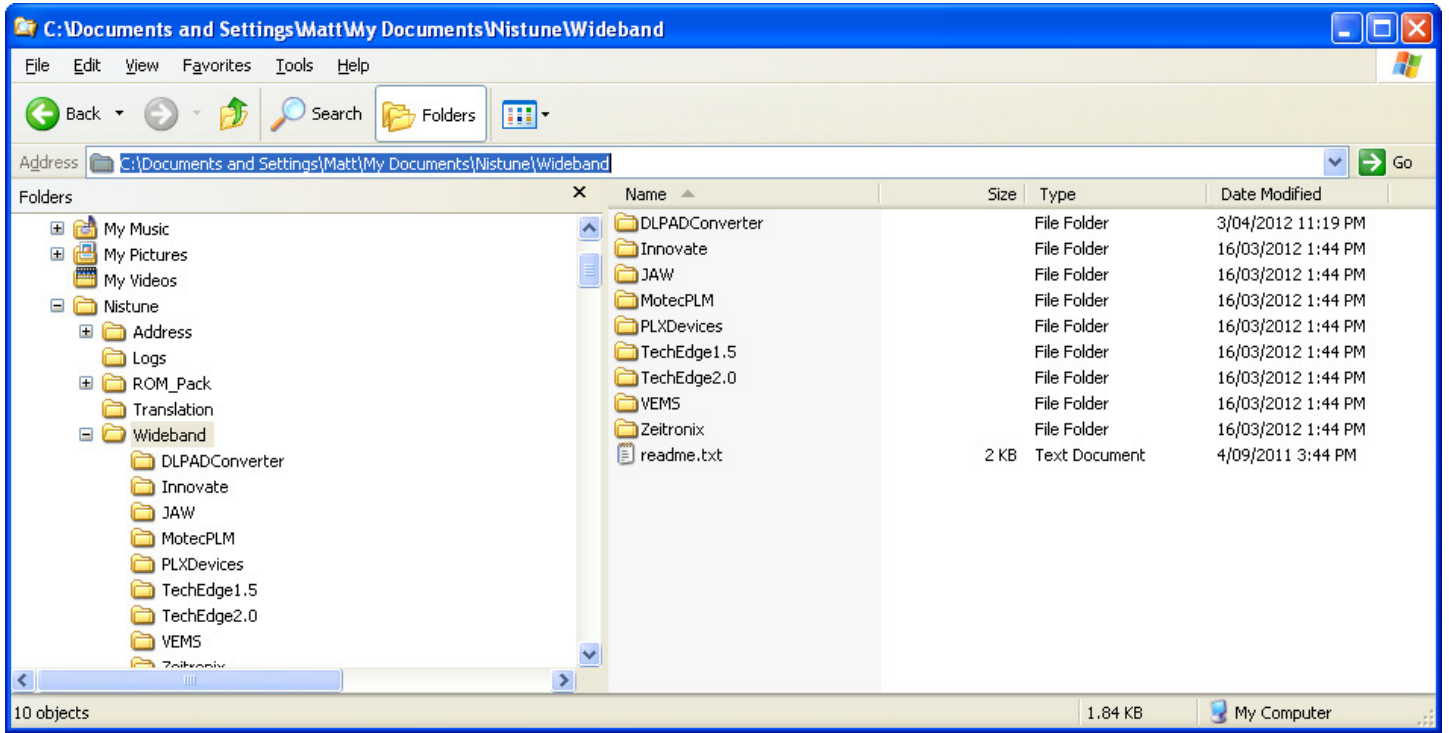 C:\Documents and Settings\Matt\My Documents\Nistune\Wideband
File Edit View Favorites Tools Help
Back Search Folders
Address C:\Documents and Settings\Matt\My Documents\Nistune\Wideband Go
Folders × Name Size Type Date Modified
My Music
My Pictures
My Videos
Nistune
Address
Logs
ROM_Pack
Translation
Wideband
DLPADConverter
Innovate
JAW
MotecPLM
PLXDevices
TechEdge1.5
TechEdge2.0
VEMS
Zeitronix
DLPADConverter File Folder 3/04/2012 11:19 PM
Innovate File Folder 16/03/2012 1:44 PM
JAW File Folder 16/03/2012 1:44 PM
MotecPLM File Folder 16/03/2012 1:44 PM
PLXDevices File Folder 16/03/2012 1:44 PM
TechEdge1.5 File Folder 16/03/2012 1:44 PM
TechEdge2.0 File Folder 16/03/2012 1:44 PM
VEMS File Folder 16/03/2012 1:44 PM
Zeitronix File Folder 16/03/2012 1:44 PM
readme.txt 2 KB Text Document 4/09/2011 3:44 PM
10 objects 1.84 KB My Computer